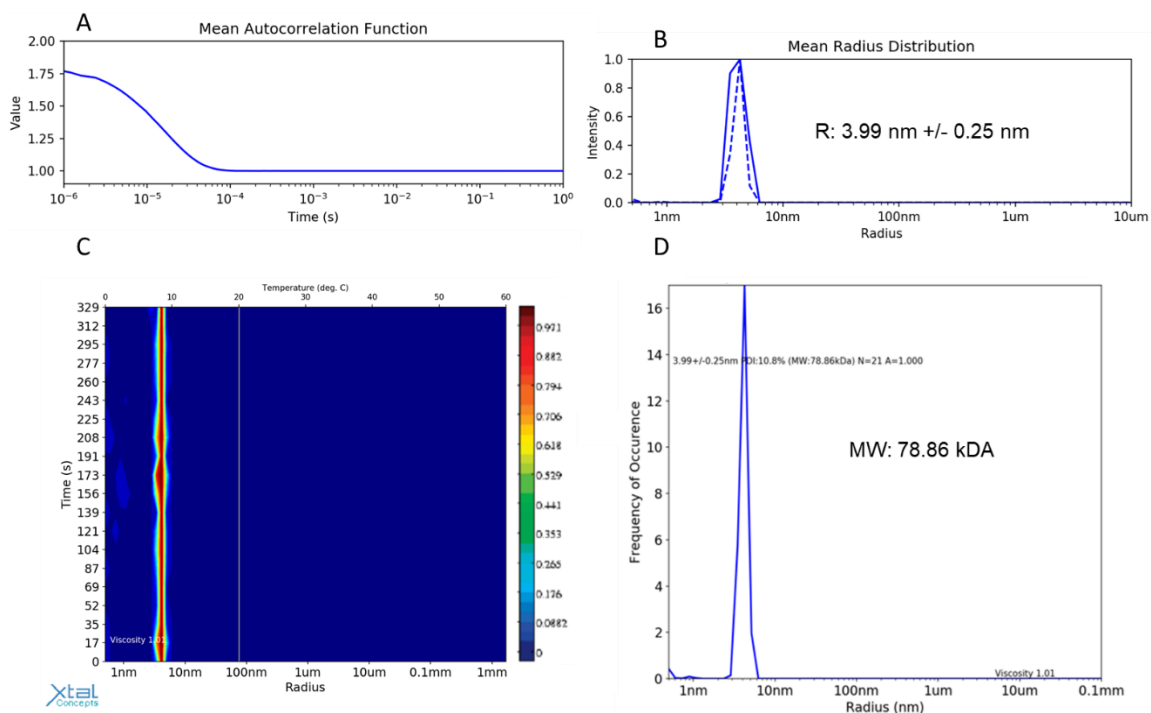 A
Mean Autocorrelation Function
2.00
1.75
1.50
1.25
1.00
Value
10⁻⁶ 10⁻⁵ 10⁻⁴ 10⁻³ 10⁻² 10⁻¹ 10⁰
Time (s)
B
Mean Radius Distribution
1.0
0.8
0.6
0.4
0.2
0.0
Intensity
R: 3.99 nm +/- 0.25 nm
1nm 10nm 100nm 1um 10um
Radius
C
Temperature (deg. C)
0 10 20 30 40 50 60
329
312
295
277
260
243
225
208
191
173
156
139
121
104
87
69
52
35
17
0
Time (s)
Viscosity 1.01
1nm 10nm 100nm 1um 10um 0.1mm 1mm
Radius
0.971
0.882
0.794
0.706
0.618
0.529
0.441
0.353
0.265
0.176
0.0882
0
Xtal
Concepts
D
16
14
12
10
8
6
4
2
0
Frequency of Occurence
3.99+/-0.25nm PDI:10.8% (MW:78.86kDa) N=21 A=1.000
MW: 78.86 kDA
Viscosity 1.01
1nm 10nm 100nm 1um 10um 0.1mm
Radius (nm)